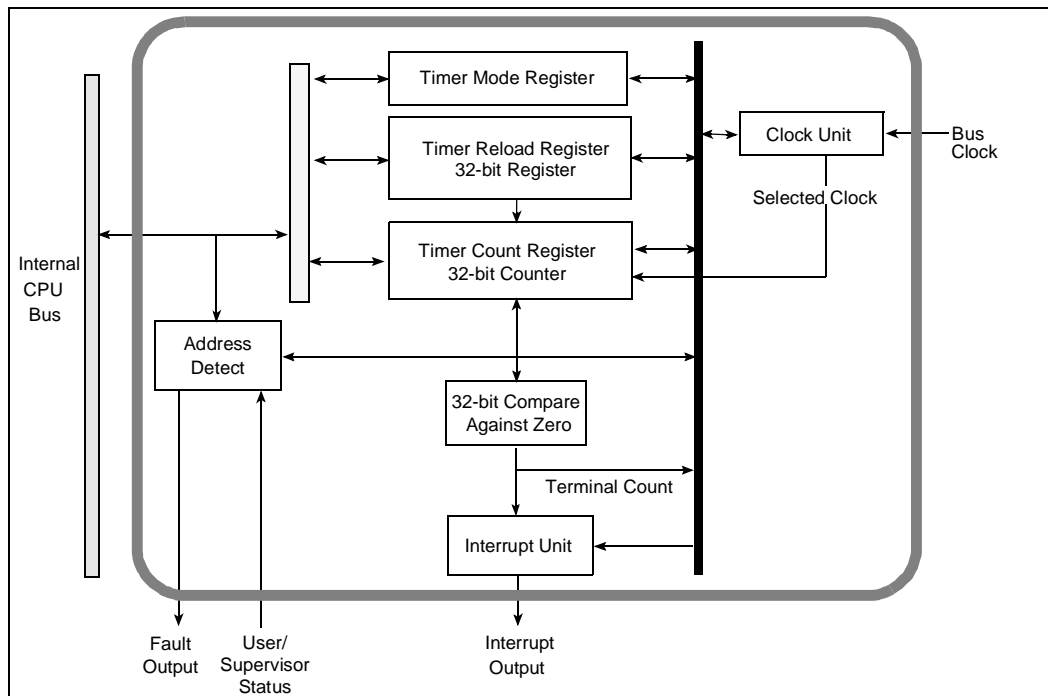 Timer Mode Register
Timer Reload Register
32-bit Register
Clock Unit
Bus
Clock
Selected Clock
Timer Count Register
32-bit Counter
Internal
CPU
Bus
Address
Detect
32-bit Compare
Against Zero
Terminal Count
Interrupt Unit
Fault
Output
User/
Supervisor
Status
Interrupt
Output